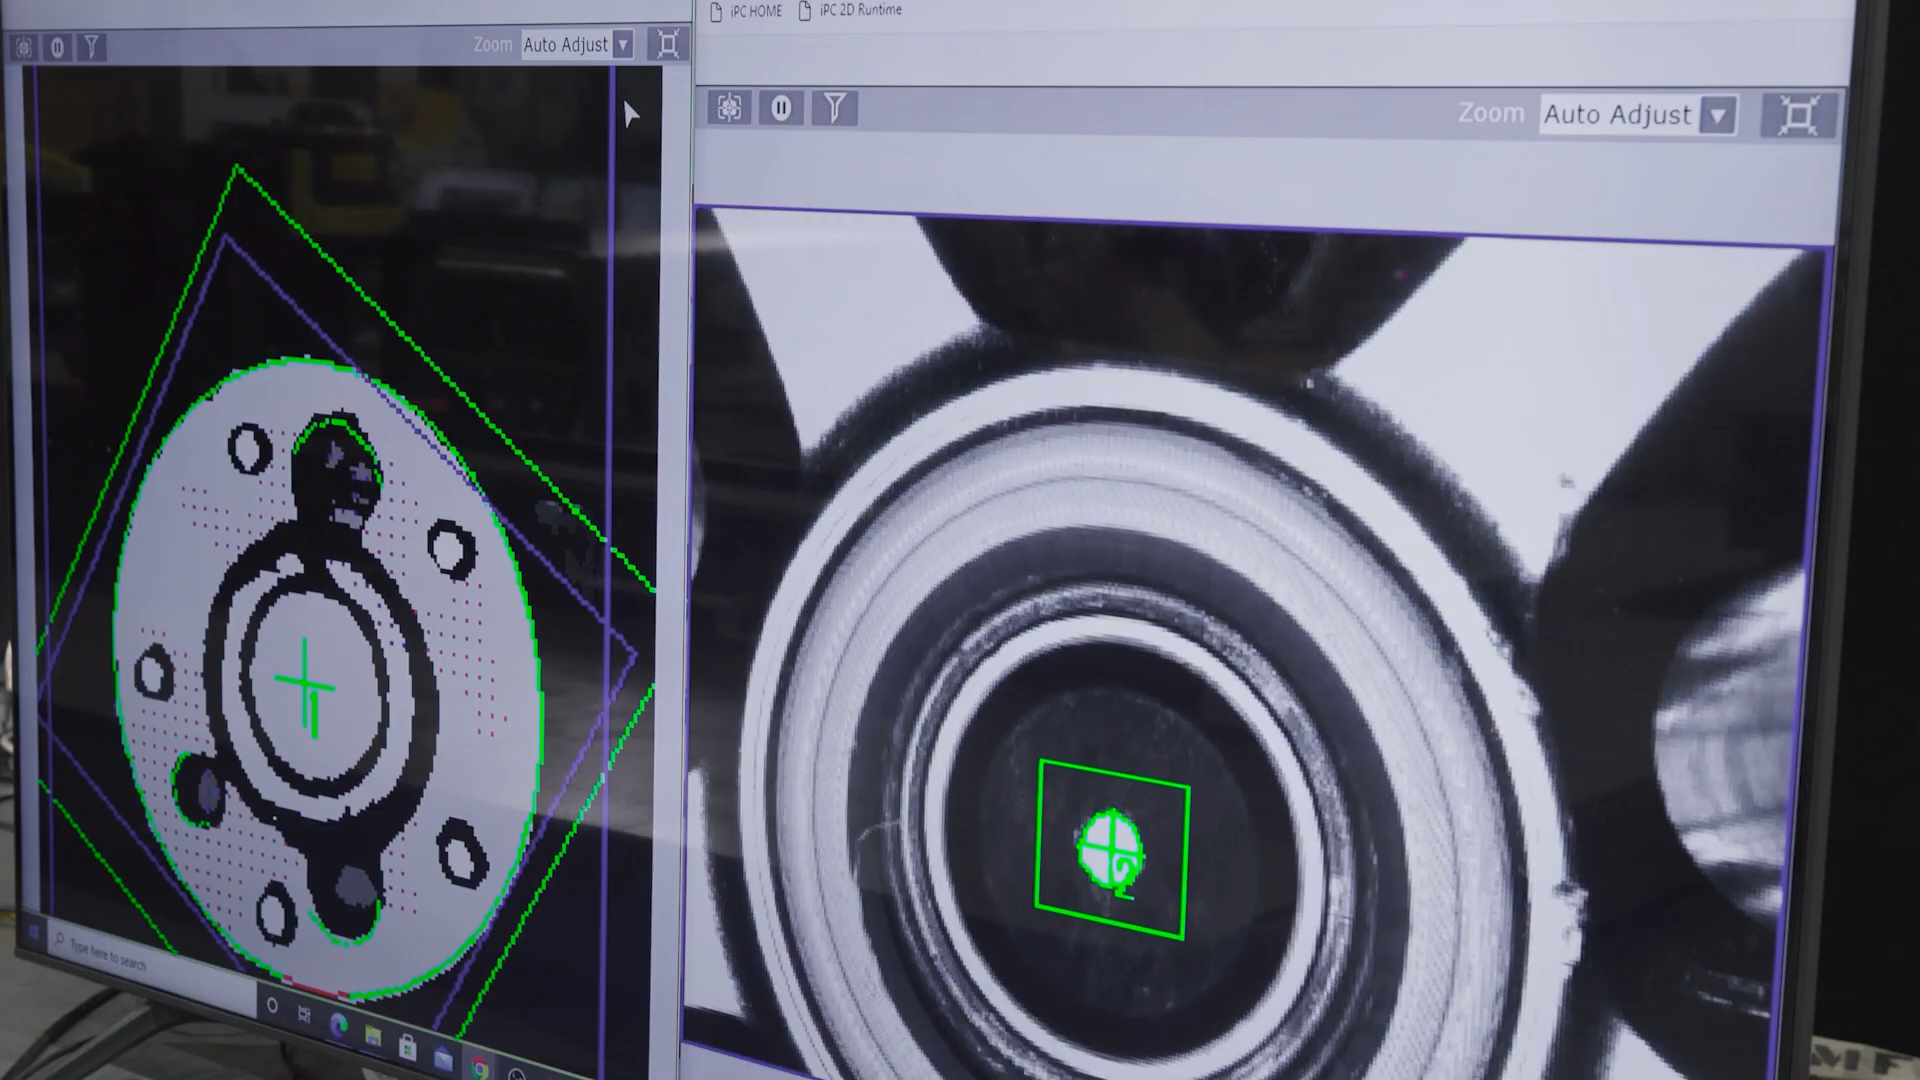 iPC HOME
iPC 2D Runtime
Zoom
Auto Adjust
Zoom
Auto Adjust
1
2
Type here to search